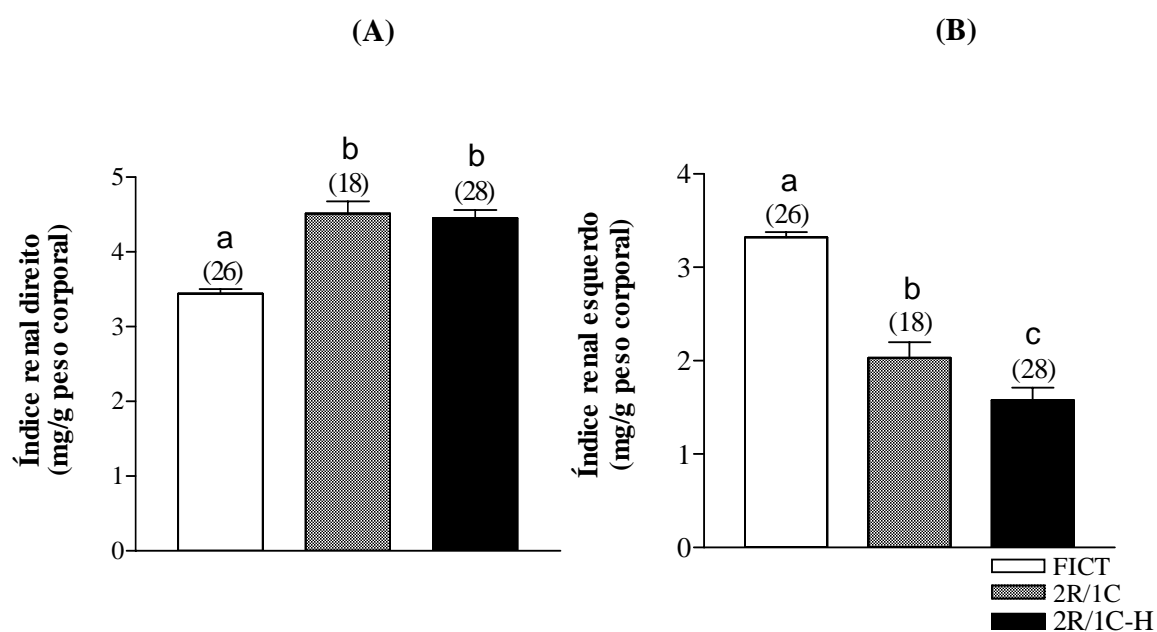 (A)
Índice renal direito
(mg/g peso corporal)
5
4
3
2
1
0
a
(26)
b
(18)
b
(28)
(B)
Índice renal esquerdo
(mg/g peso corporal)
4
3
2
1
0
a
(26)
b
(18)
c
(28)
FICT
2R/1C
2R/1C-H